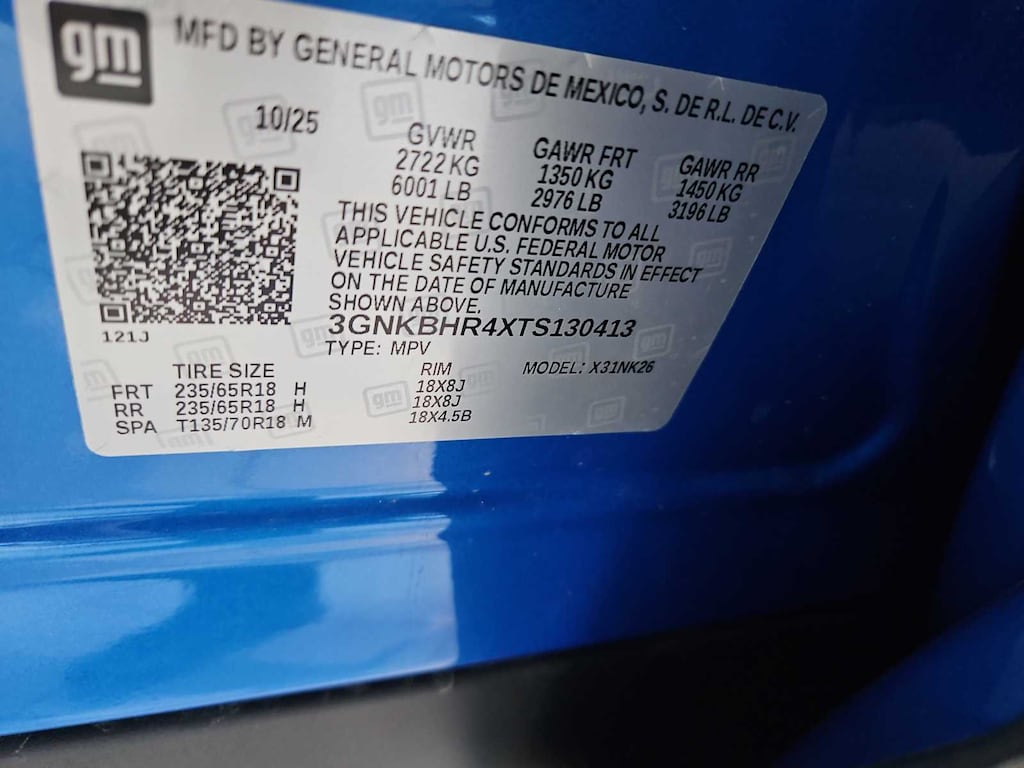 gm MFD BY GENERAL MOTORS DE MEXICO, S. DE R.L. DE C.V.
10/25
GVWR GAWR FRT GAWR RR
2722 KG 1350 KG 1450 KG
6001 LB 2976 LB 3196 LB
THIS VEHICLE CONFORMS TO ALL
APPLICABLE U.S. FEDERAL MOTOR
VEHICLE SAFETY STANDARDS IN EFFECT
ON THE DATE OF MANUFACTURE
SHOWN ABOVE.
3GNKBHR4XTS130413
121J
TYPE: MPV
TIRE SIZE RIM MODEL: X31NK26
FRT 235/65R18 H 18X8J
RR 235/65R18 H 18X8J
SPA T135/70R18 M 18X4.5B